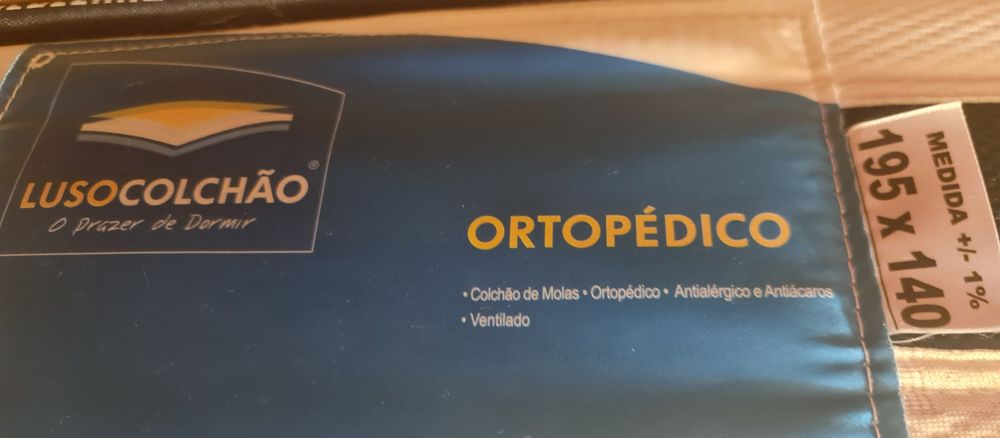 LUSOCOLCHÃO®
O Prazer de Dormir
ORTOPÉDICO
• Colchão de Molas • Ortopédico • Antialérgico e Antiácaros
• Ventilado
MEDIDA +/- 1%
195 x 140